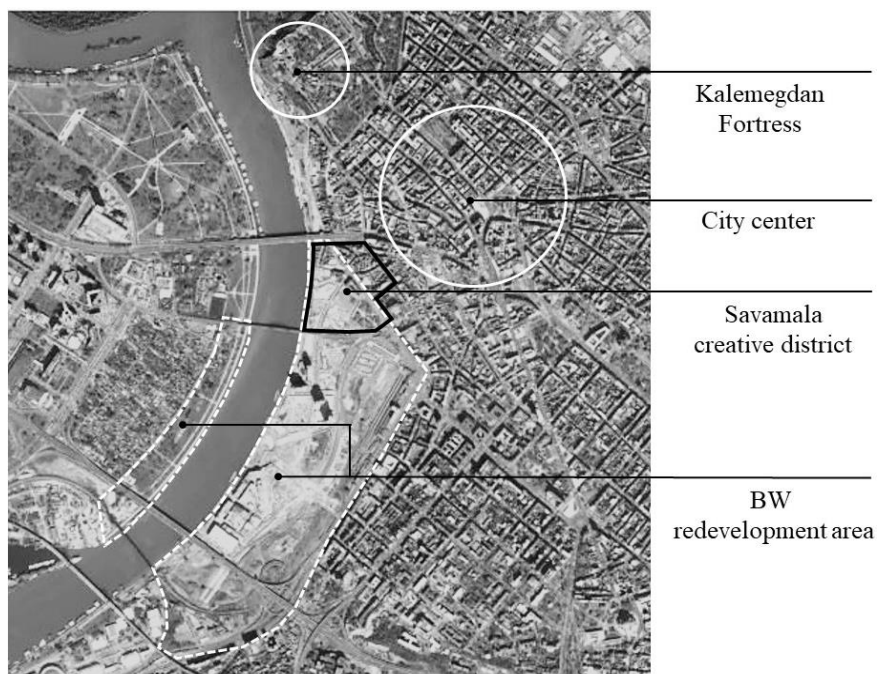 Kalemegdan
Fortress
City center
Savamala
creative district
BW
redevelopment area